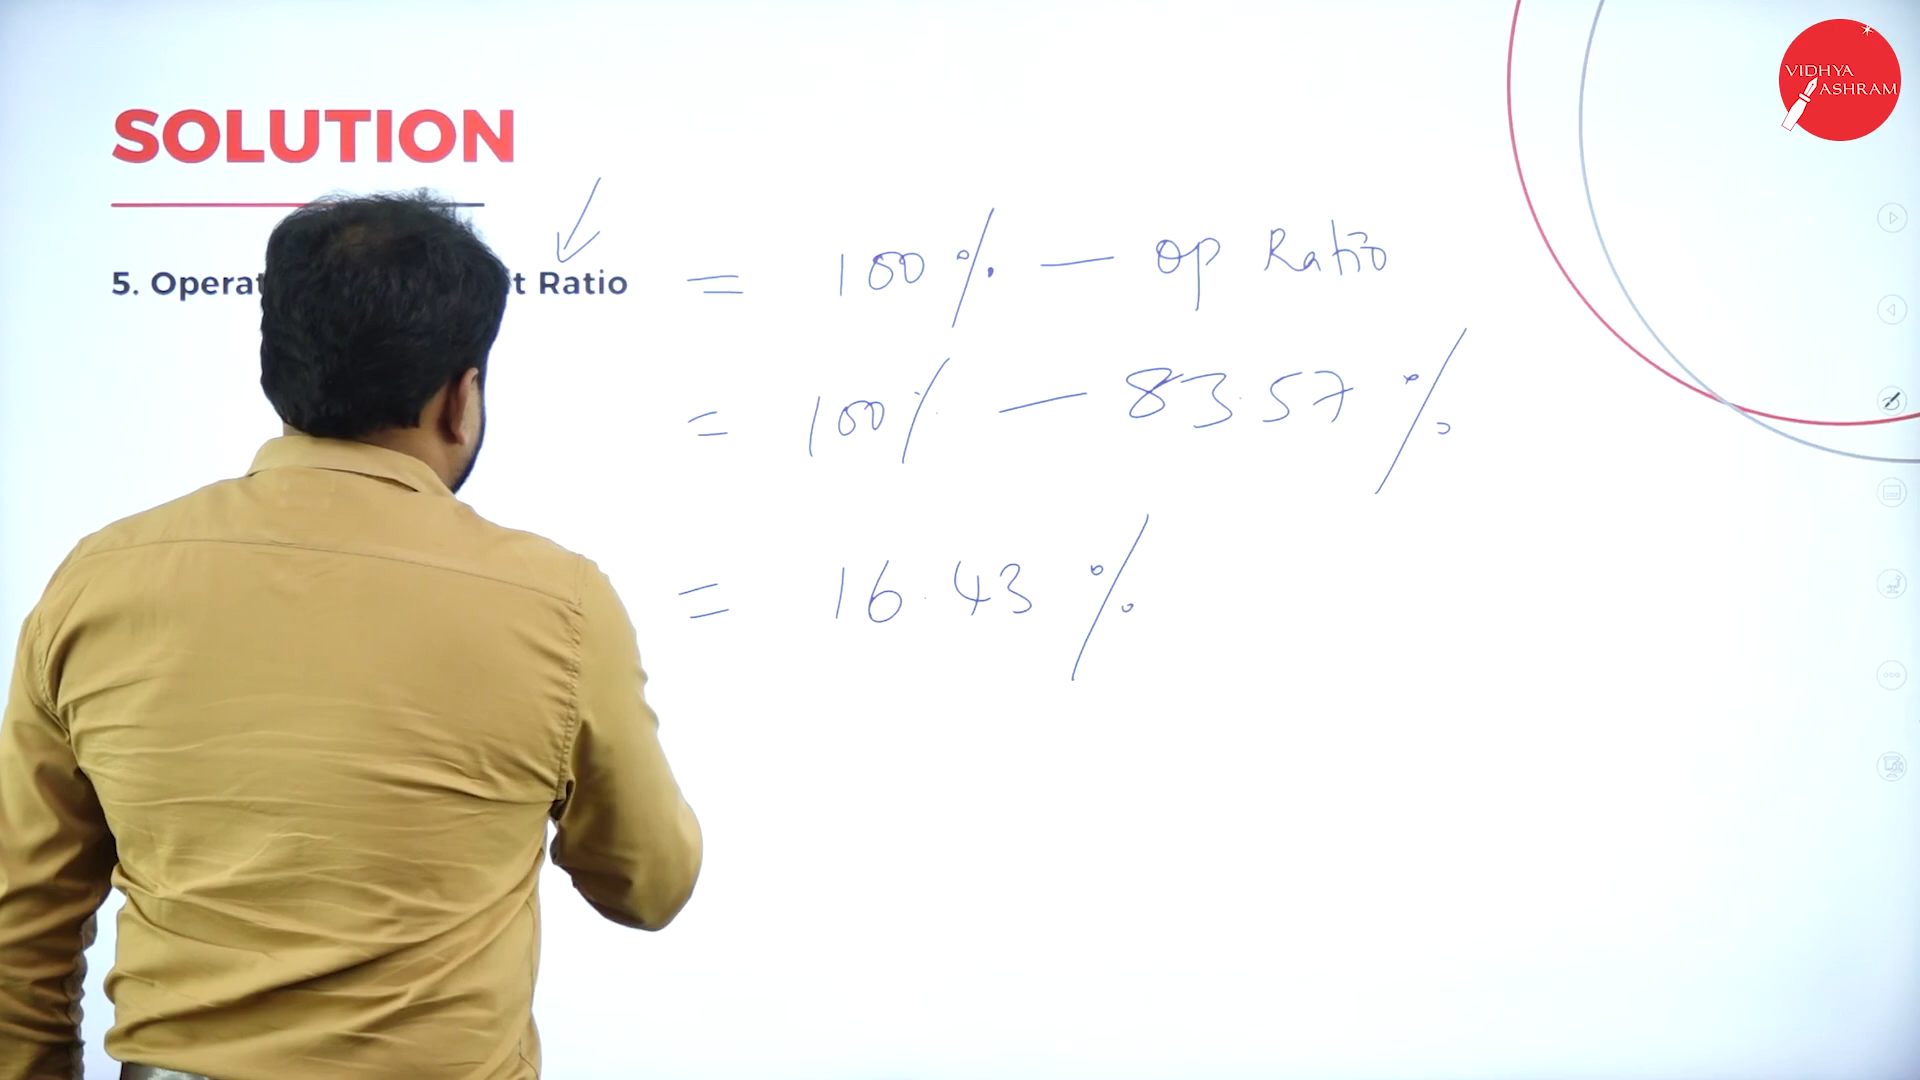 VIDHYA
ASHRAM
SOLUTION
5. Operat t Ratio = 100 % — op Ratio
= 100% — 83.57 %
= 16.43 %